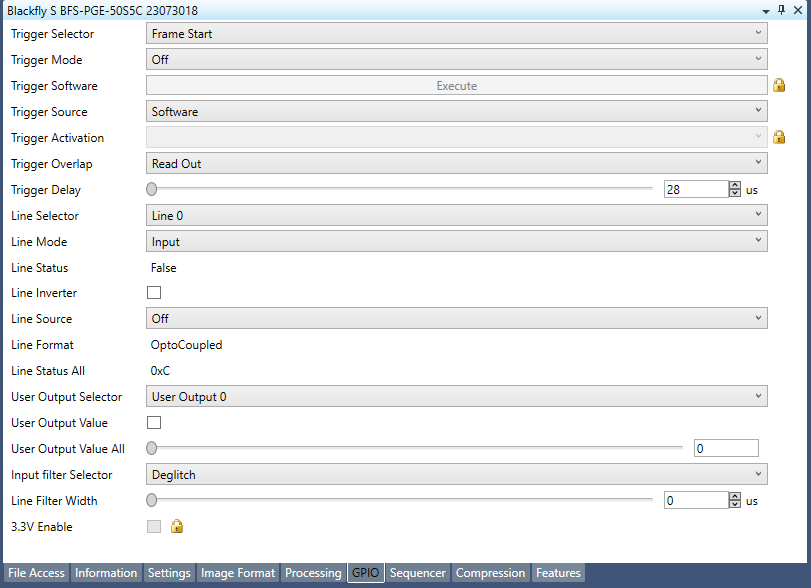 Blackfly S BFS-PGE-50S5C 23073018
Trigger Selector Frame Start
Trigger Mode Off
Trigger Software Execute
Trigger Source Software
Trigger Activation
Trigger Overlap Read Out
Trigger Delay 28 us
Line Selector Line 0
Line Mode Input
Line Status False
Line Inverter
Line Source Off
Line Format OptoCoupled
Line Status All 0xC
User Output Selector User Output 0
User Output Value
User Output Value All 0
Input filter Selector Deglitch
Line Filter Width 0 us
3.3V Enable
File Access Information Settings Image Format Processing GPIO Sequencer Compression Features